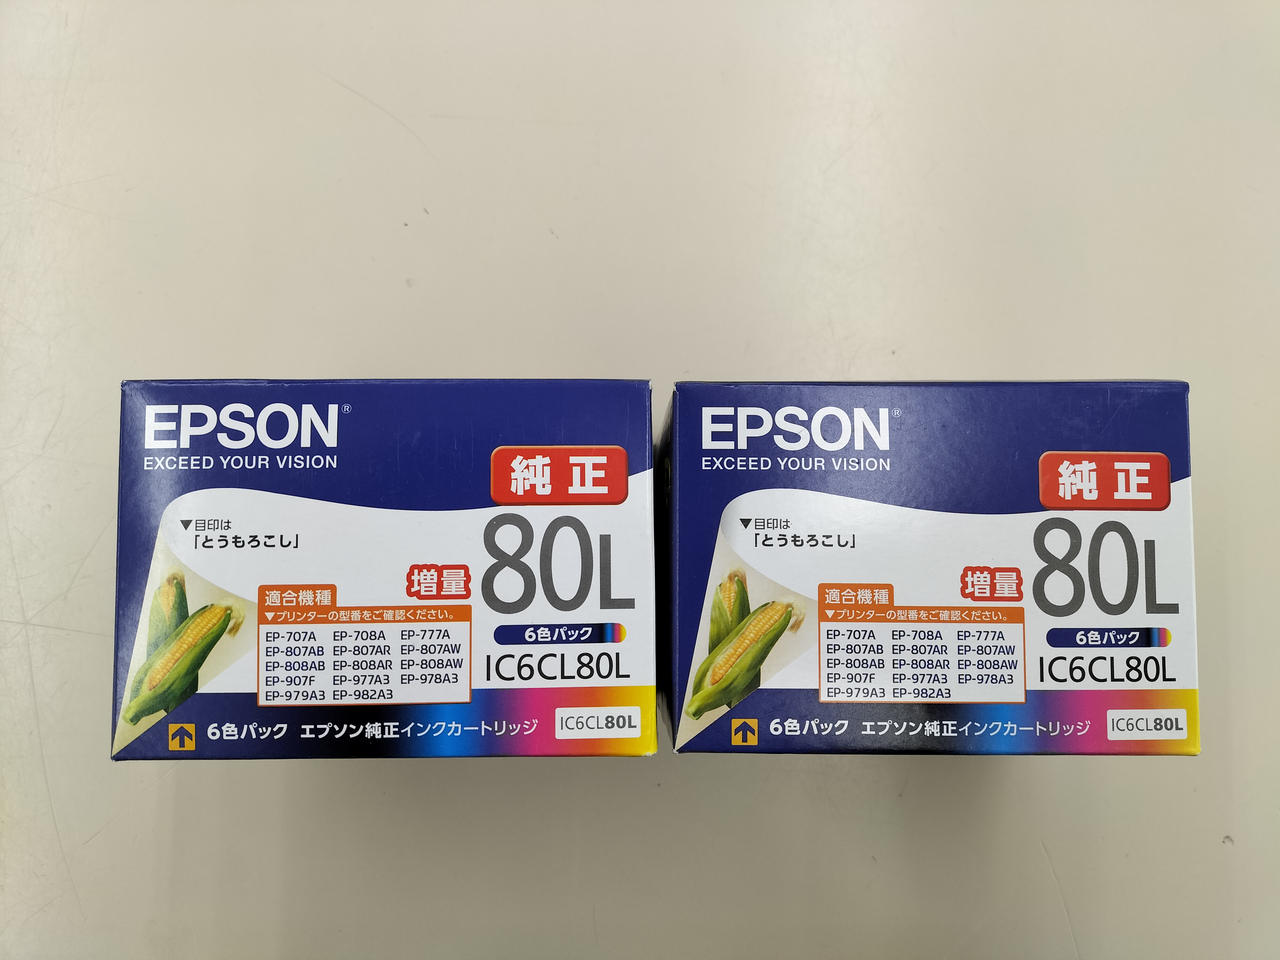 EPSON®
EXCEED YOUR VISION
純正
▼目印は
「とうもろこし」
増量
80L
適合機種
▼プリンターの型番をご確認ください。
EP-707A EP-708A EP-777A
EP-807AB EP-807AR EP-807AW
EP-808AB EP-808AR EP-808AW
EP-907F EP-977A3 EP-978A3
EP-979A3 EP-982A3
6色パック
IC6CL80L
6色パック エプソン純正インクカートリッジ
IC6CL80L
EPSON®
EXCEED YOUR VISION
純正
▼目印は
「とうもろこし」
増量
80L
適合機種
▼プリンターの型番をご確認ください。
EP-707A EP-708A EP-777A
EP-807AB EP-807AR EP-807AW
EP-808AB EP-808AR EP-808AW
EP-907F EP-977A3 EP-978A3
EP-979A3 EP-982A3
6色パック
IC6CL80L
6色パック エプソン純正インクカートリッジ
IC6CL80L